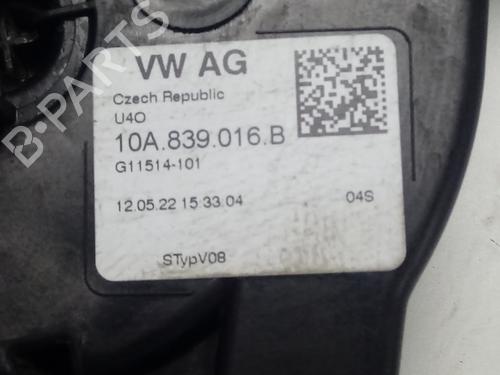 VW AG
Czech Republic
U4O
10A.839.016.B
G11514-101
12.05.22 15 33.04 04S
STypV08
B-PARTS